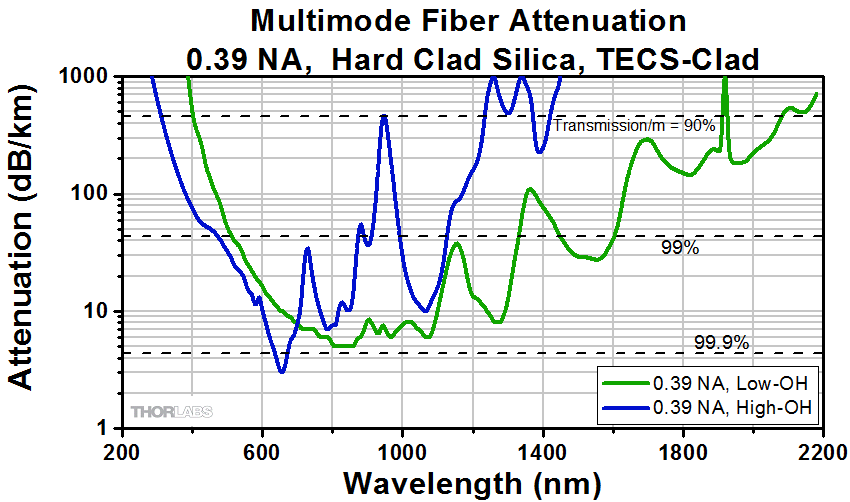 Multimode Fiber Attenuation
0.39 NA, Hard Clad Silica, TECS-Clad
Attenuation (dB/km)
1000
100
10
1
Transmission/m = 90%
99%
99.9%
0.39 NA, Low-OH
0.39 NA, High-OH
THORLABS
200 600 1000 1400 1800 2200
Wavelength (nm)